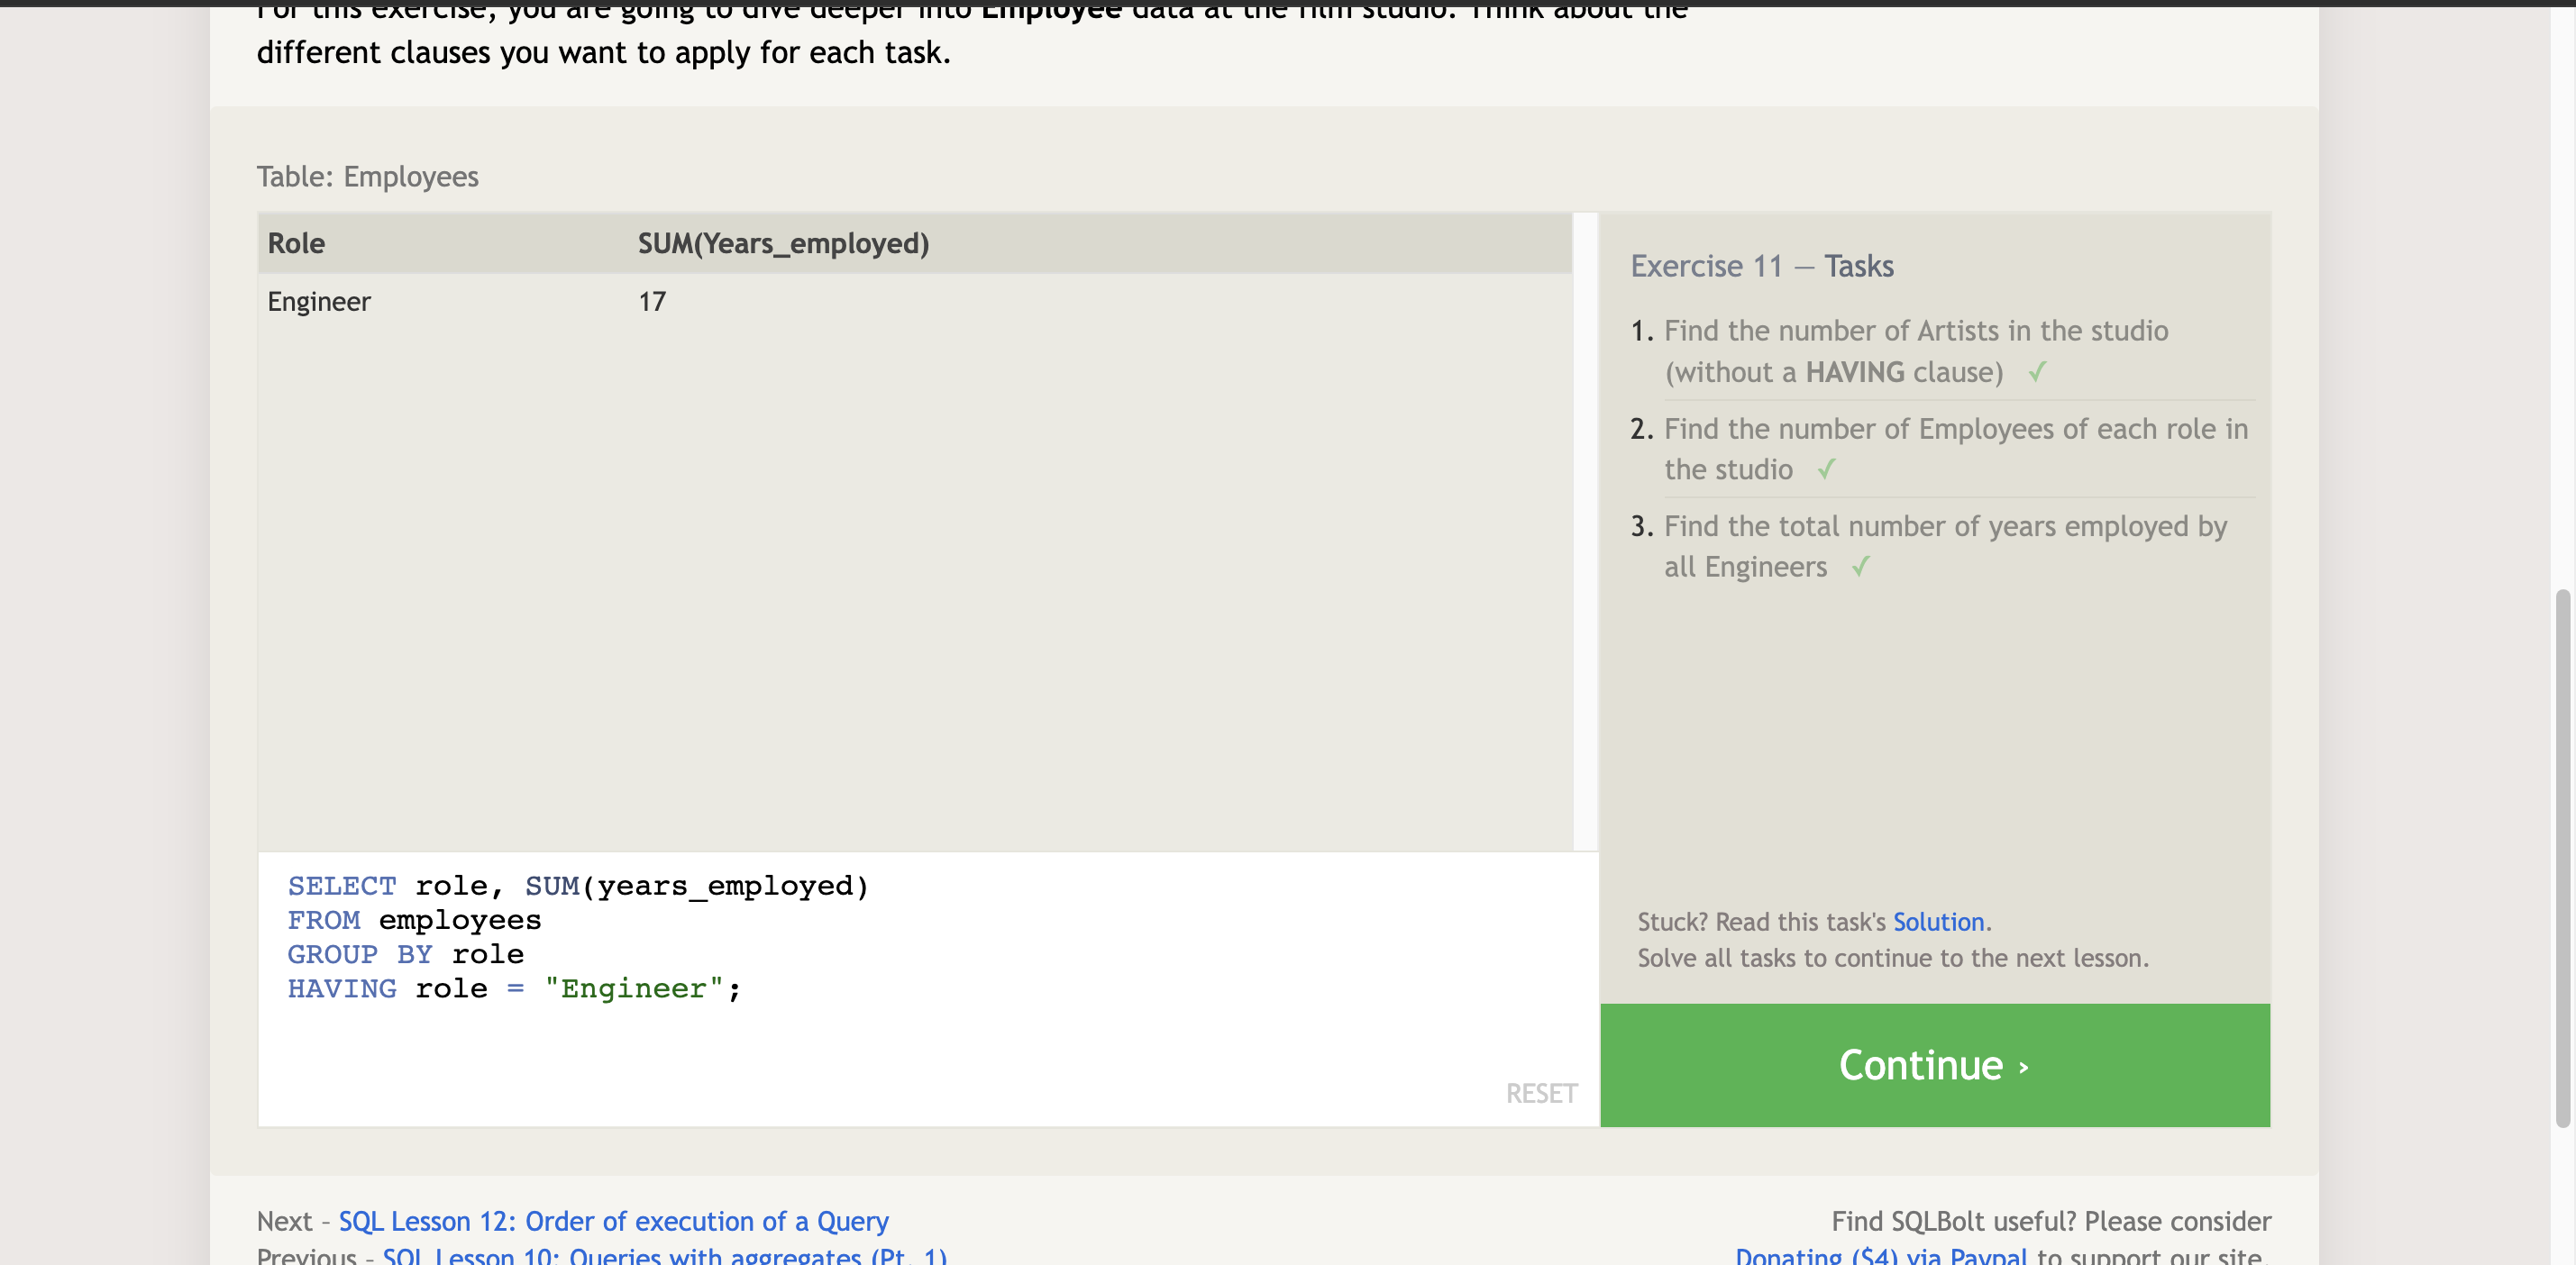 For this exercise, you are going to dive deeper into Employee data at the film studio. Think about the
different clauses you want to apply for each task.
Table: Employees
Role SUM(Years_employed)
Engineer 17
SELECT role, SUM(years_employed)
FROM employees
GROUP BY role
HAVING role = "Engineer";
RESET
Exercise 11 — Tasks
1. Find the number of Artists in the studio
(without a HAVING clause) ✓
2. Find the number of Employees of each role in
the studio ✓
3. Find the total number of years employed by
all Engineers ✓
Stuck? Read this task's Solution.
Solve all tasks to continue to the next lesson.
Continue ›
Next – SQL Lesson 12: Order of execution of a Query
Previous – SQL Lesson 10: Queries with aggregates (Pt. 1)
Find SQLBolt useful? Please consider
Donating ($4) via Paypal to support our site.